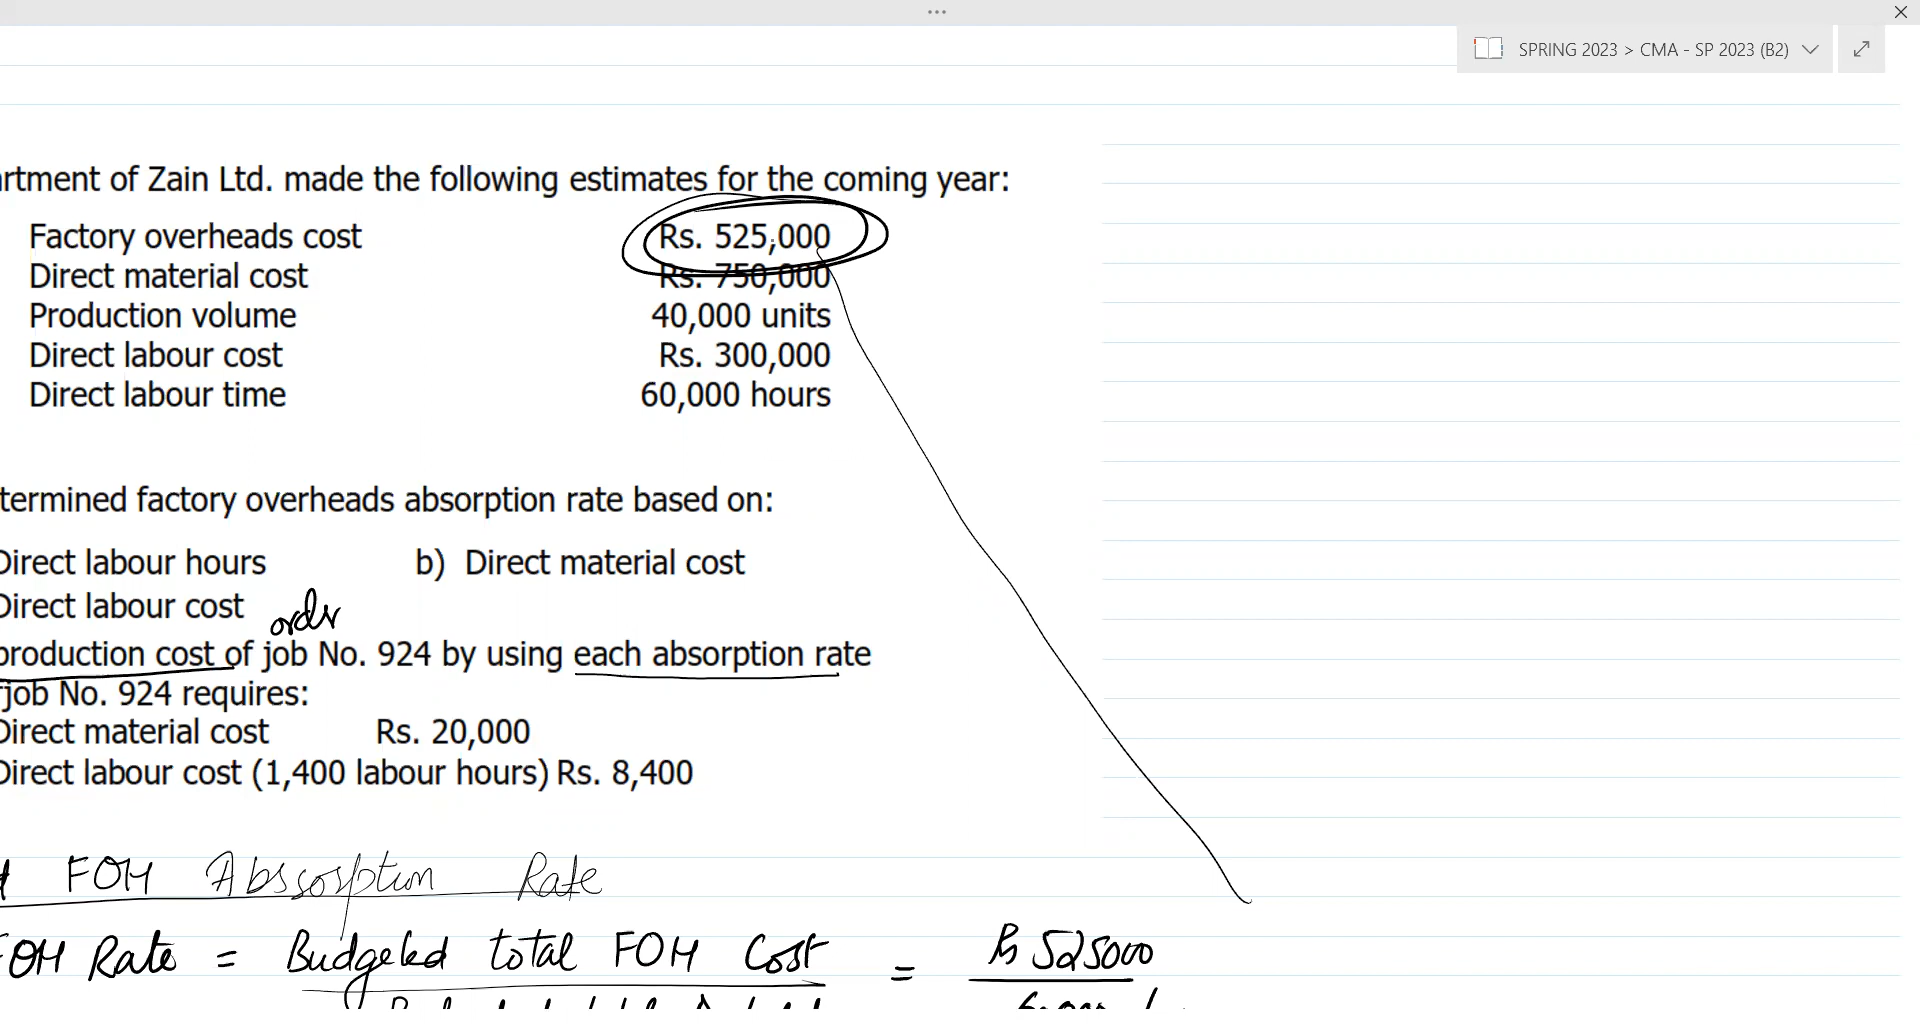 SPRING 2023 > CMA - SP 2023 (B2)
rtment of Zain Ltd. made the following estimates for the coming year:
Factory overheads cost Rs. 525,000
Direct material cost Rs. 750,000
Production volume 40,000 units
Direct labour cost Rs. 300,000
Direct labour time 60,000 hours
termined factory overheads absorption rate based on:
Direct labour hours b) Direct material cost
Direct labour cost
order
production cost of job No. 924 by using each absorption rate
job No. 924 requires:
Direct material cost Rs. 20,000
Direct labour cost (1,400 labour hours) Rs. 8,400
FOH Absorption Rate
FOH Rate = Budgeted total FOH Cost = Rs 525000